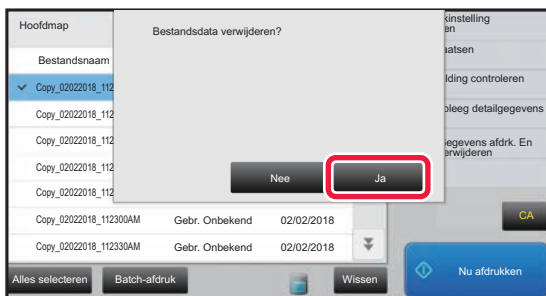 Hoofdmap
Bestandsdata verwijderen?
Bestandsnaam
Copy_02022018_112
Copy_02022018_112
Copy_02022018_112
Copy_02022018_112
Copy_02022018_112
Nee
Ja
Copy_02022018_112300AM Gebr. Onbekend 02/02/2018
Copy_02022018_112330AM Gebr. Onbekend 02/02/2018
Alles selecteren
Batch-afdruk
Wissen
kinstelling
en
aatsen
lding controleren
pleeg detailgegevens
egevens afdrk. En
erwijderen
CA
Nu afdrukken